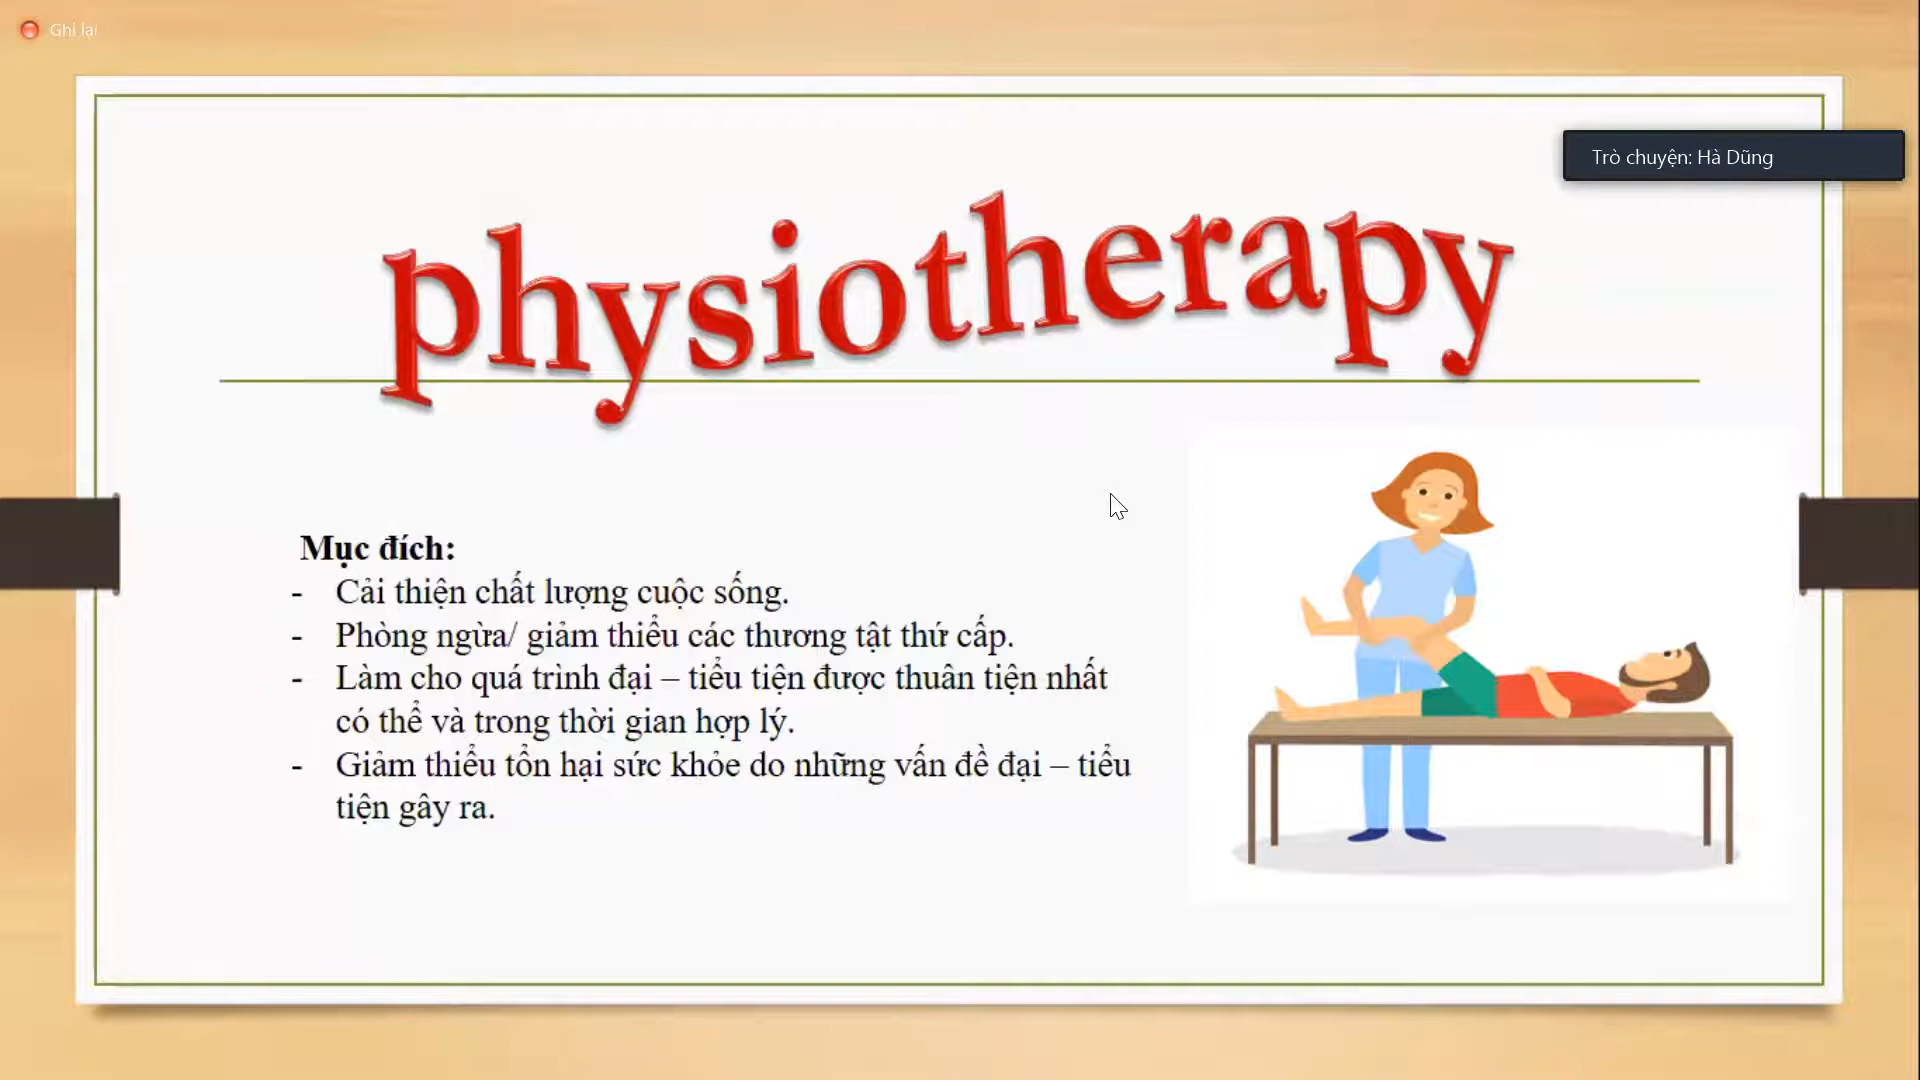 Ghi lại
Trò chuyện: Hà Dũng
physiotherapy
Mục đích:
- Cải thiện chất lượng cuộc sống.
- Phòng ngừa/ giảm thiểu các thương tật thứ cấp.
- Làm cho quá trình đại – tiểu tiện được thuân tiện nhất
có thể và trong thời gian hợp lý.
- Giảm thiểu tổn hại sức khỏe do những vấn đề đại – tiểu
tiện gây ra.